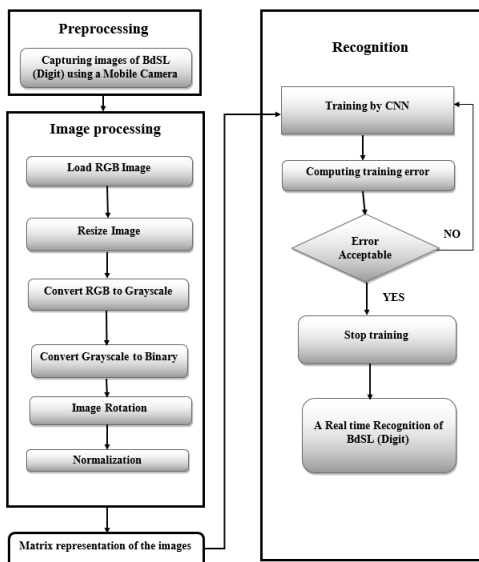 Preprocessing
Capturing images of BdSL
(Digit) using a Mobile Camera
Image processing
Load RGB Image
Resize Image
Convert RGB to Grayscale
Convert Grayscale to Binary
Image Rotation
Normalization
Matrix representation of the images
Recognition
Training by CNN
Computing training error
Error
Acceptable
NO
YES
Stop training
A Real time Recognition of
BdSL (Digit)